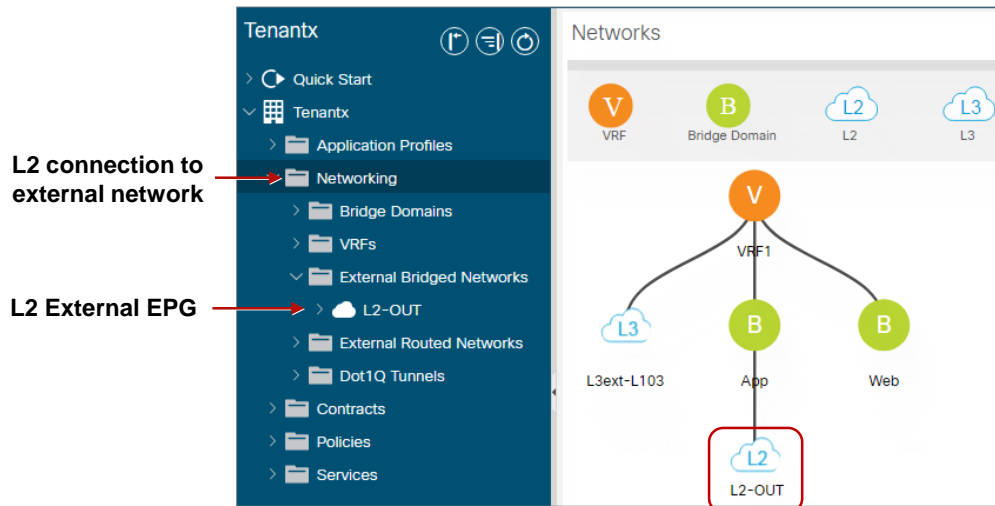 Tenantx
Quick Start
Tenantx
Application Profiles
Networking
Bridge Domains
VRFs
External Bridged Networks
L2-OUT
External Routed Networks
Dot1Q Tunnels
Contracts
Policies
Services
L2 connection to
external network
L2 External EPG
Networks
V
VRF
B
Bridge Domain
L2
L2
L3
L3
V
VRF1
L3
L3ext-L103
B
App
B
Web
L2
L2-OUT